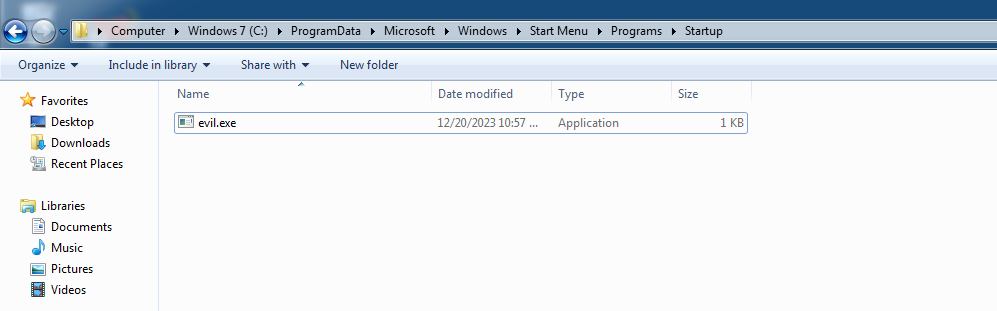 Computer Windows 7 (C:) ProgramData Microsoft Windows Start Menu Programs Startup
Organize Include in library Share with New folder
Favorites
Desktop
Downloads
Recent Places
Libraries
Documents
Music
Pictures
Videos
Name Date modified Type Size
evil.exe 12/20/2023 10:57 ... Application 1 KB